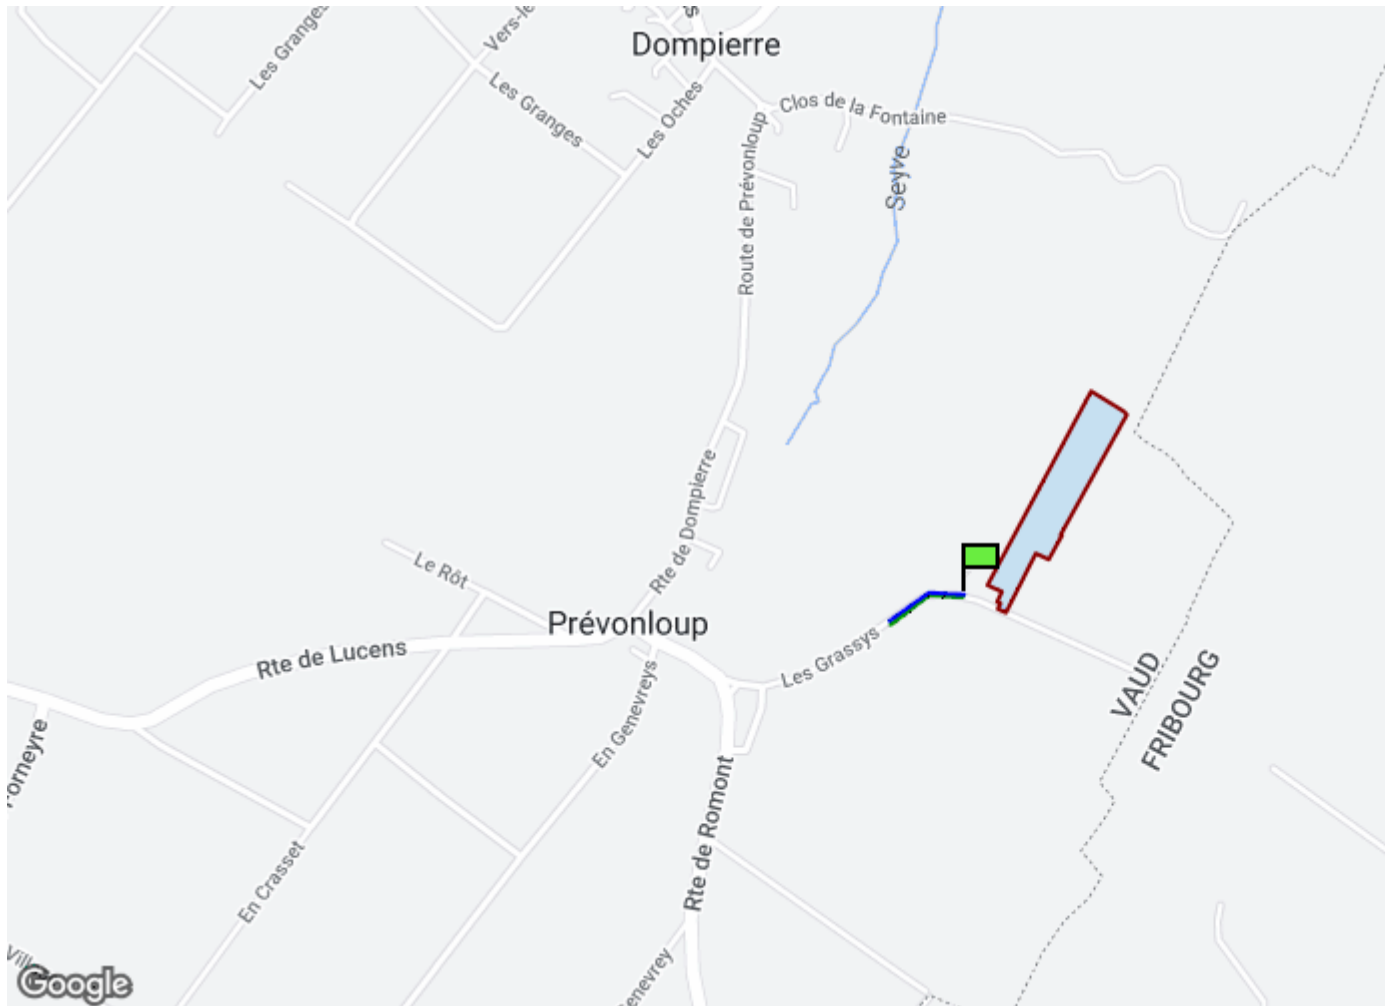 Dompierre
Les Granges
Vers-le
Les Granges
Les Oches
Clos de la Fontaine
Route de Prévonloup
Seyve
Rte de Dompierre
Le Rôt
Prévonloup
Rte de Lucens
Les Grassys
VAUD
FRIBOURG
En Genevreys
Forneyre
Rte de Romont
En Crasset
Genevrey
Google